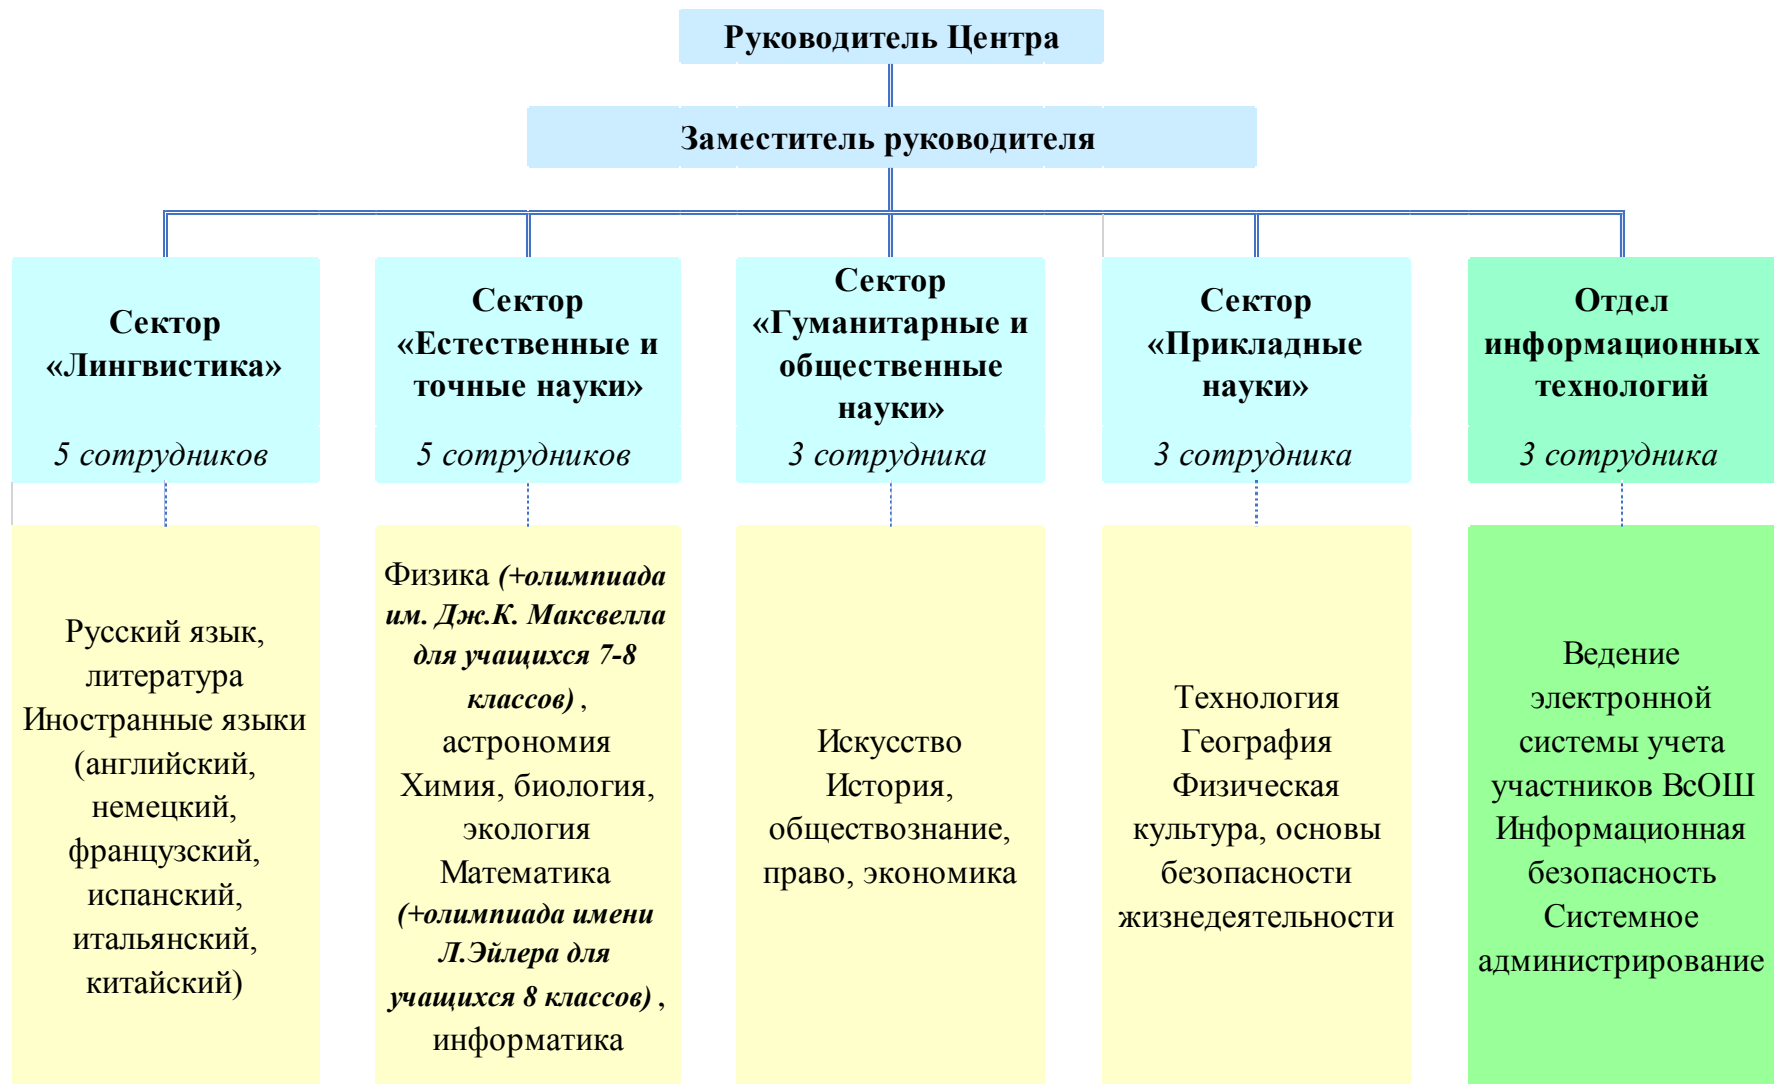 Руководитель Центра
Заместитель руководителя
Сектор
«Лингвистика»
5 сотрудников
Русский язык,
литература
Иностранные языки
(английский,
немецкий,
французский,
испанский,
итальянский,
китайский)
Сектор
«Естественные и
точные науки»
5 сотрудников
Физика (+олимпиада
им. Дж.К. Максвелла
для учащихся 7-8
классов) ,
астрономия
Химия, биология,
экология
Математика
(+олимпиада имени
Л.Эйлера для
учащихся 8 классов) ,
информатика
Сектор
«Гуманитарные и
общественные
науки»
3 сотрудника
Искусство
История,
обществознание,
право, экономика
Сектор
«Прикладные
науки»
3 сотрудника
Технология
География
Физическая
культура, основы
безопасности
жизнедеятельности
Отдел
информационных
технологий
3 сотрудника
Ведение
электронной
системы учета
участников ВсОШ
Информационная
безопасность
Системное
администрирование